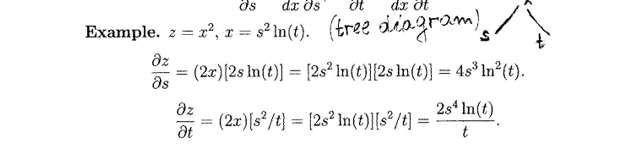 ∂s dx ∂s ∂t dx ∂t
Example. z = x², x = s² ln(t). (tree diagram) s t
∂z/∂s = (2x)[2s ln(t)] = [2s² ln(t)][2s ln(t)] = 4s³ ln²(t).
∂z/∂t = (2x)[s²/t] = [2s² ln(t)][s²/t] = 2s⁴ ln(t)/t.